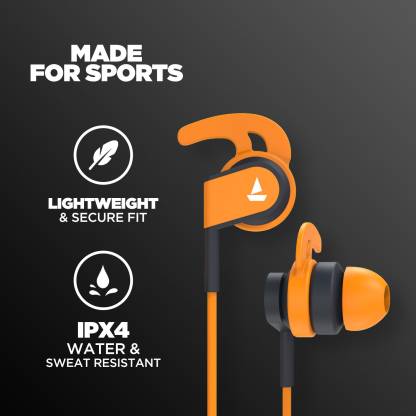 MADE
FOR SPORTS
LIGHTWEIGHT
& SECURE FIT
IPX4
WATER &
SWEAT RESISTANT